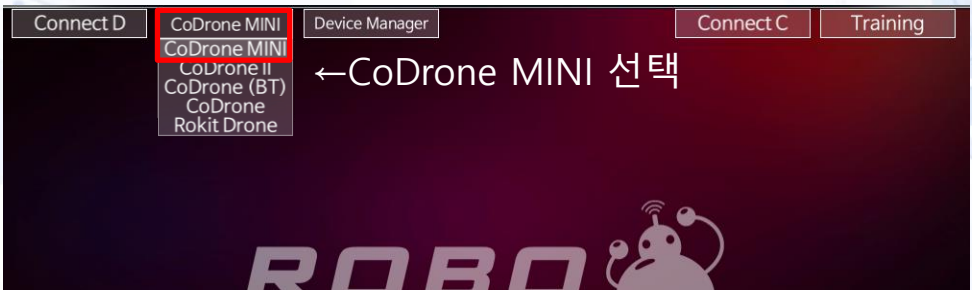 Connect D CoDrone MINI Device Manager Connect C Training
CoDrone MINI
CoDrone II
CoDrone (BT)
CoDrone
Rokit Drone
←CoDrone MINI 선택
ROBO